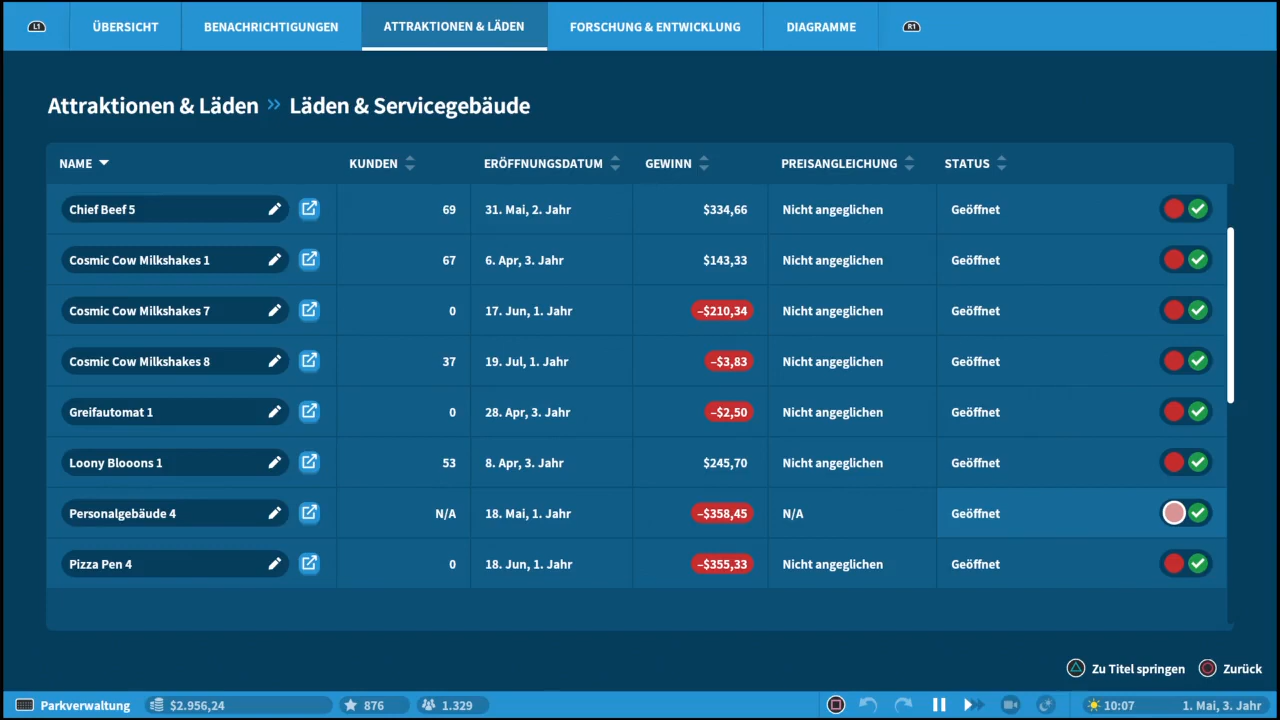 L1 ÜBERSICHT BENACHRICHTIGUNGEN ATTRAKTIONEN & LÄDEN FORSCHUNG & ENTWICKLUNG DIAGRAMME R1
Attraktionen & Läden » Läden & Servicegebäude
NAME KUNDEN ERÖFFNUNGSDATUM GEWINN PREISANGLEICHUNG STATUS
Chief Beef 5 69 31. Mai, 2. Jahr $334,66 Nicht angeglichen Geöffnet
Cosmic Cow Milkshakes 1 67 6. Apr, 3. Jahr $143,33 Nicht angeglichen Geöffnet
Cosmic Cow Milkshakes 7 0 17. Jun, 1. Jahr –$210,34 Nicht angeglichen Geöffnet
Cosmic Cow Milkshakes 8 37 19. Jul, 1. Jahr –$3,83 Nicht angeglichen Geöffnet
Greifautomat 1 0 28. Apr, 3. Jahr –$2,50 Nicht angeglichen Geöffnet
Loony Blooons 1 53 8. Apr, 3. Jahr $245,70 Nicht angeglichen Geöffnet
Personalgebäude 4 N/A 18. Mai, 1. Jahr –$358,45 N/A Geöffnet
Pizza Pen 4 0 18. Jun, 1. Jahr –$355,33 Nicht angeglichen Geöffnet
Zu Titel springen Zurück
Parkverwaltung $2.956,24 876 1.329 10:07 1. Mai, 3. Jahr